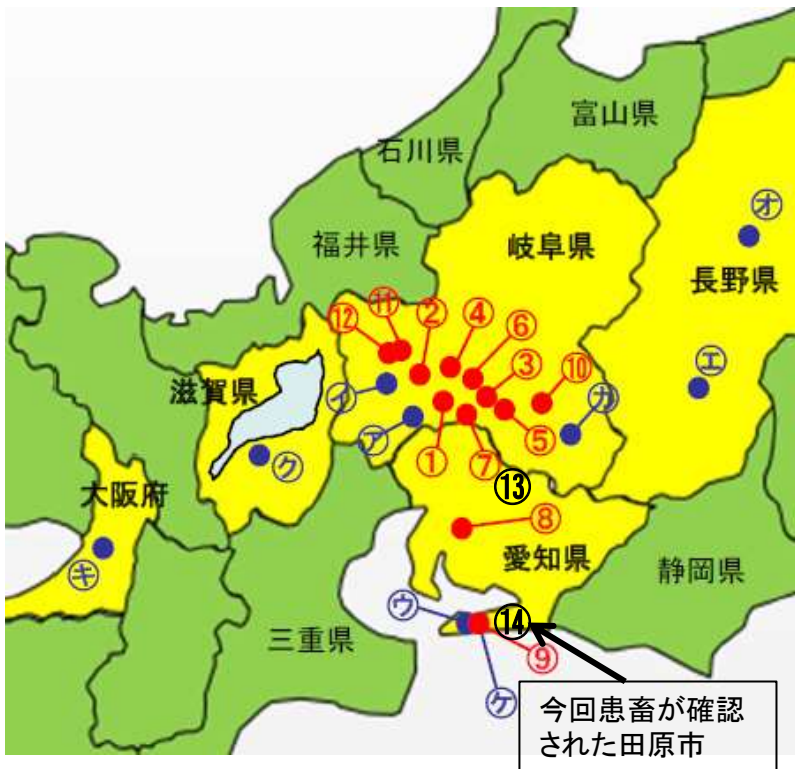 富山県
石川県
福井県
岐阜県
㋔
長野県
⑪
⑫
②
④
⑥
③
⑩
㋓
滋賀県
㋑
㋕
㋐
①
⑦
⑤
㋗
大阪府
⑬
⑧
㋖
愛知県
静岡県
㋒
⑭
三重県
⑨
㋘
今回患畜が確認
された田原市